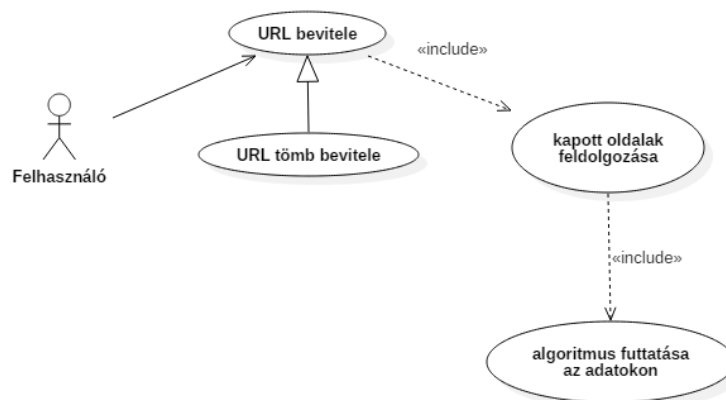 URL bevitele
«include»
Felhasználó
URL tömb bevitele
kapott oldalak
feldolgozása
«include»
algoritmus futtatása
az adatokon